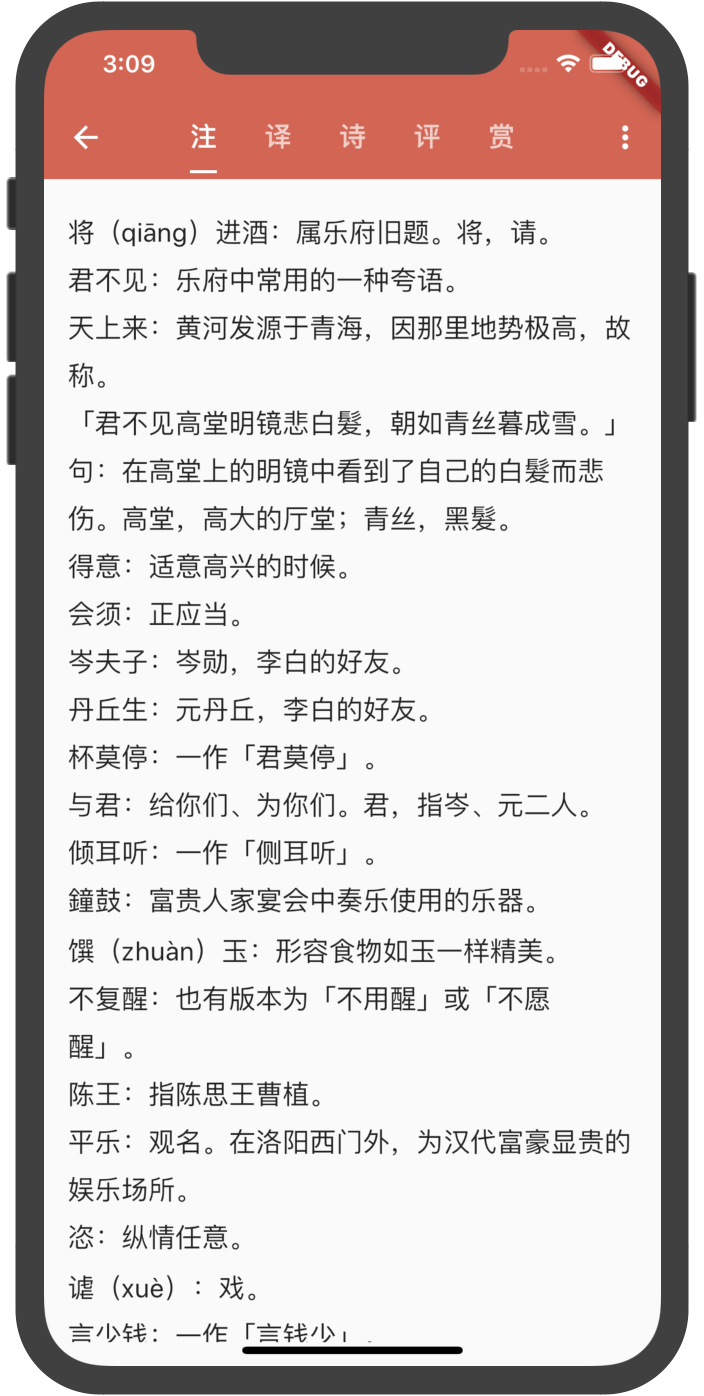 3:09
DEBUG
注 译 诗 评 赏
将（qiāng）进酒：属乐府旧题。将，请。
君不见：乐府中常用的一种夸语。
天上来：黄河发源于青海，因那里地势极高，故
称。
「君不见高堂明镜悲白髮，朝如青丝暮成雪。」
句：在高堂上的明镜中看到了自己的白髮而悲
伤。高堂，高大的厅堂；青丝，黑髮。
得意：适意高兴的时候。
会须：正应当。
岑夫子：岑勋，李白的好友。
丹丘生：元丹丘，李白的好友。
杯莫停：一作「君莫停」。
与君：给你们、为你们。君，指岑、元二人。
倾耳听：一作「侧耳听」。
鐘鼓：富贵人家宴会中奏乐使用的乐器。
馔（zhuàn）玉：形容食物如玉一样精美。
不复醒：也有版本为「不用醒」或「不愿
醒」。
陈王：指陈思王曹植。
平乐：观名。在洛阳西门外，为汉代富豪显贵的
娱乐场所。
恣：纵情任意。
谑（xuè）：戏。
言少钱：一作「言钱少」。